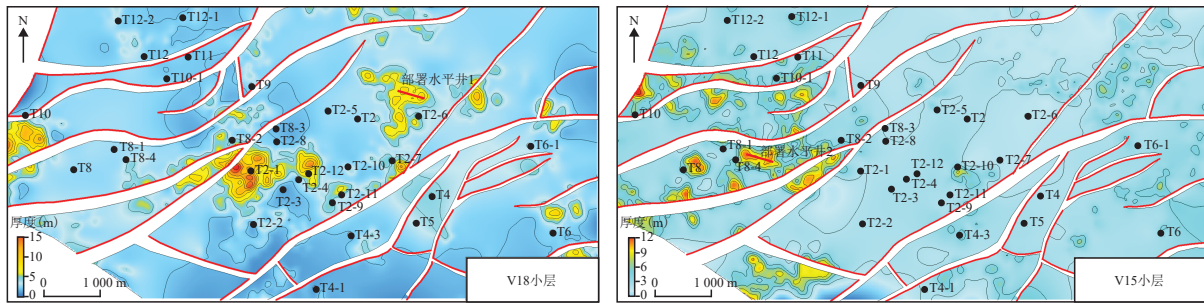 T12-2
T12-1
N
T12
T11
T10-1
T9
部署水平井1
T10
T2-5
T2
T2-6
T8-3
T8-2
T2-8
T8-1
T8-4
T6-1
T8
T2-1
T2-12
T2-10
T2-7
T2-4
T2-3
T2-11
T2-9
T4
T2-2
T5
T4-3
T6
厚度(m)
15
10
5
0
0
1 000 m
T4-1
V18小层
T12-2
T12-1
N
T12
T11
T10-1
T9
T10
T2-5
T2
T2-6
T8-3
T8-2
T2-8
T8-1
部署水平井2
T8-4
T6-1
T8
T2-1
T2-12
T2-10
T2-7
T2-4
T2-3
T2-11
T2-9
T4
T2-2
T5
T4-3
T6
厚度(m)
12
9
6
3
0
0
1 000 m
T4-1
V15小层